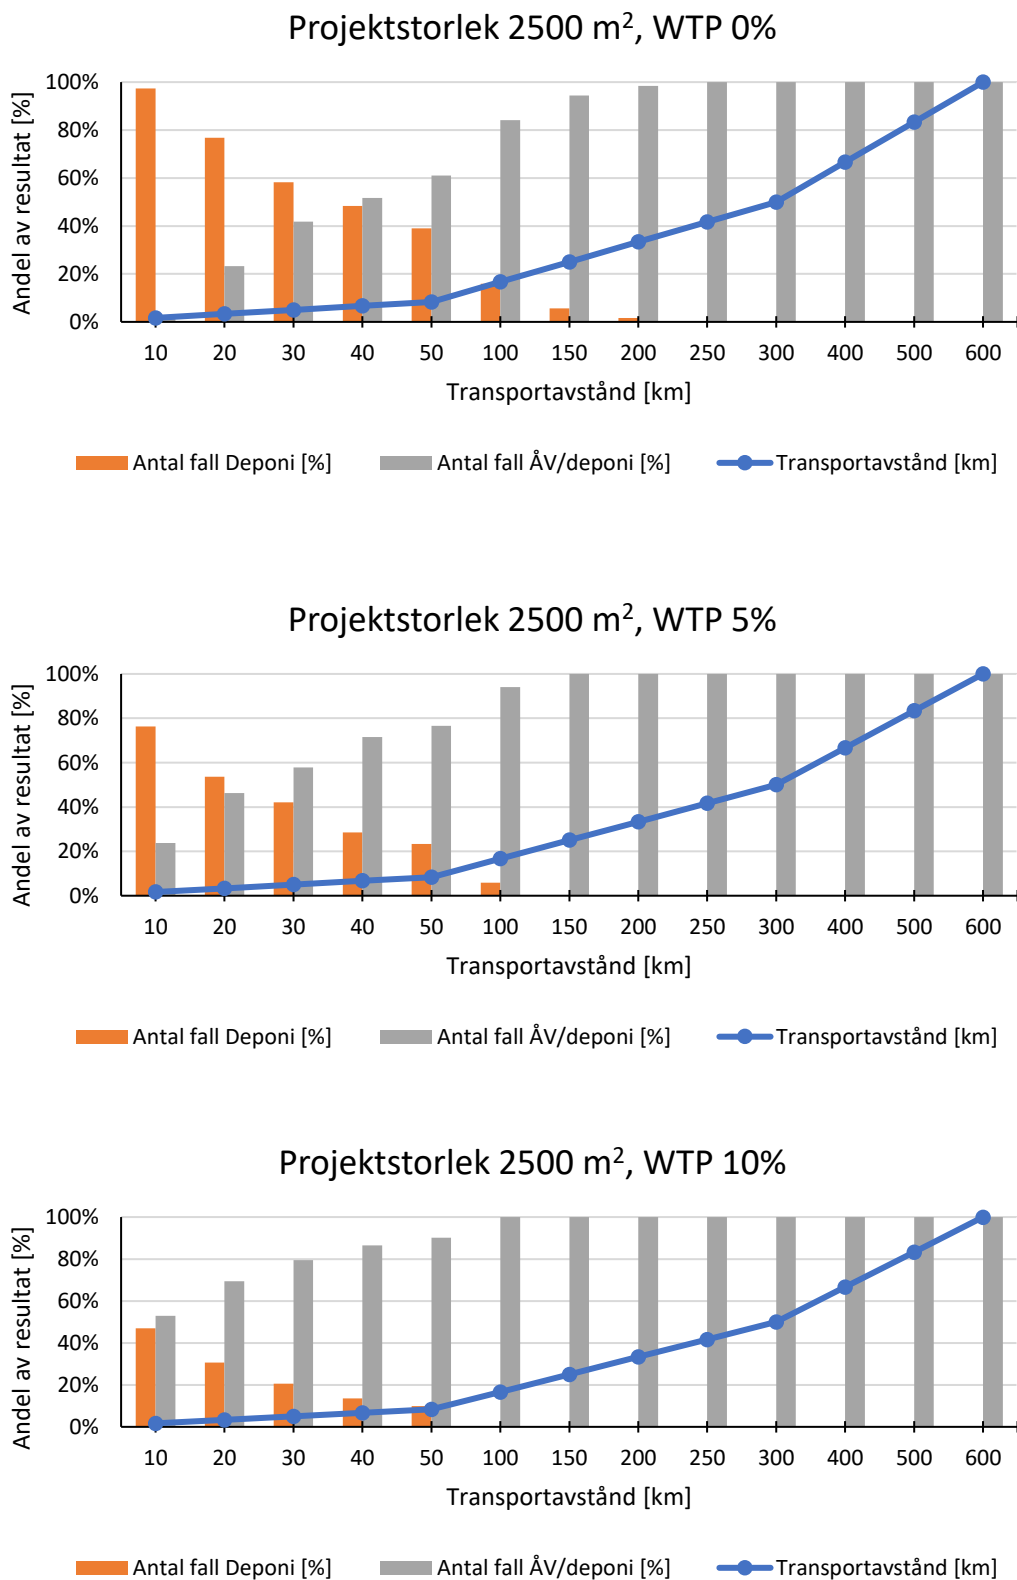 Projektstorlek 2500 m², WTP 0%
Andel av resultat [%]
100%
80%
60%
40%
20%
0%
10 20 30 40 50 100 150 200 250 300 400 500 600
Transportavstånd [km]
Antal fall Deponi [%] Antal fall ÅV/deponi [%] Transportavstånd [km]
Projektstorlek 2500 m², WTP 5%
Andel av resultat [%]
100%
80%
60%
40%
20%
0%
10 20 30 40 50 100 150 200 250 300 400 500 600
Transportavstånd [km]
Antal fall Deponi [%] Antal fall ÅV/deponi [%] Transportavstånd [km]
Projektstorlek 2500 m², WTP 10%
Andel av resultat [%]
100%
80%
60%
40%
20%
0%
10 20 30 40 50 100 150 200 250 300 400 500 600
Transportavstånd [km]
Antal fall Deponi [%] Antal fall ÅV/deponi [%] Transportavstånd [km]